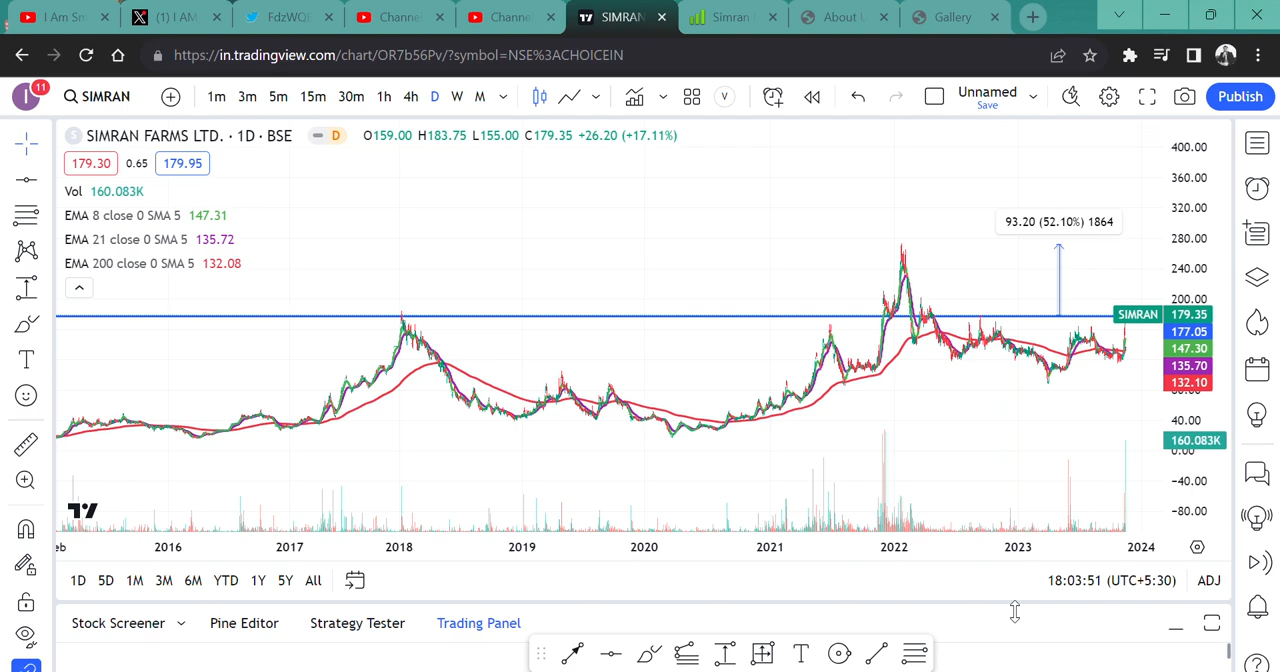 I Am Sm
(1) I AM
FdzWQE
Channe
Channe
SIMRAN
Simran
About
Gallery
https://in.tradingview.com/chart/OR7b56Pv/?symbol=NSE%3ACHOICEIN
I 11 SIMRAN 1m 3m 5m 15m 30m 1h 4h D W M V Unnamed Publish
Save
S SIMRAN FARMS LTD. · 1D · BSE D O159.00 H183.75 L155.00 C179.35 +26.20 (+17.11%)
179.30 0.65 179.95
Vol 160.083K
EMA 8 close 0 SMA 5 147.31
EMA 21 close 0 SMA 5 135.72
EMA 200 close 0 SMA 5 132.08
93.20 (52.10%) 1864
400.00
360.00
320.00
280.00
240.00
200.00
SIMRAN 179.35
177.05
147.30
135.70
132.10
40.00
160.083K
0.00
−40.00
−80.00
eb 2016 2017 2018 2019 2020 2021 2022 2023 2024
1D 5D 1M 3M 6M YTD 1Y 5Y All 18:03:51 (UTC+5:30) ADJ
Stock Screener Pine Editor Strategy Tester Trading Panel